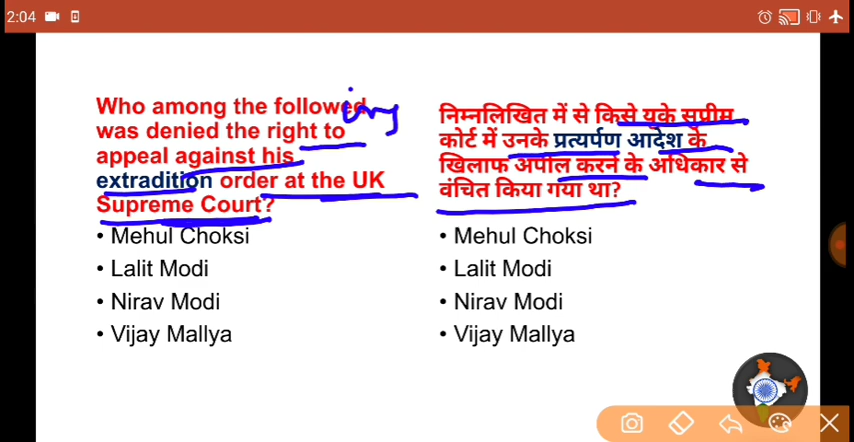 2:04
Who among the followed
ing
was denied the right to
appeal against his
extradition order at the UK
Supreme Court?
• Mehul Choksi
• Lalit Modi
• Nirav Modi
• Vijay Mallya
निम्नलिखित में से किसे यूके सुप्रीम
कोर्ट में उनके प्रत्यर्पण आदेश के
खिलाफ अपील करने के अधिकार से
वंचित किया गया था?
• Mehul Choksi
• Lalit Modi
• Nirav Modi
• Vijay Mallya